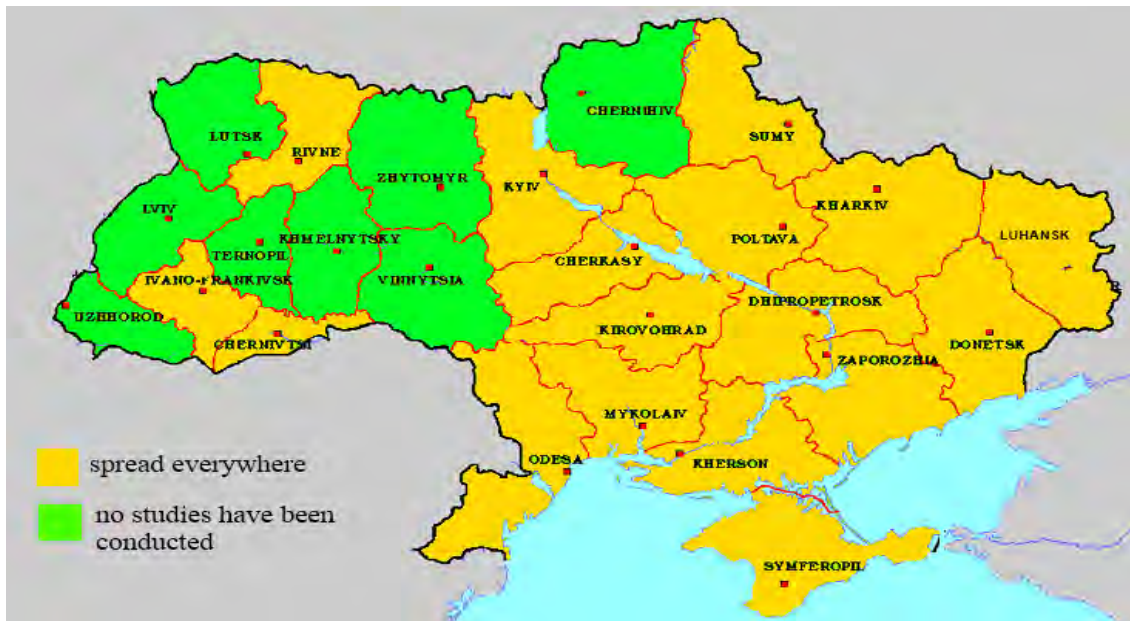 CHERNIHIV
SUMY
LUTSK
RIVNE
ZHYTOMYR
KYIV
KHARKIV
LVIV
KHMELNYTSKY
TERNOPIL
POLTAVA
LUHANSK
CHERKASY
IVANO-FRANKIVSK
VINNYTSIA
UZHHOROD
DHIPROPETROSK
KIROVOHRAD
CHERNIVTSI
DONETSK
ZAPOROZHIA
MYKOLAIV
ODESA
KHERSON
SYMFEROPIL
spread everywhere
no studies have been
conducted